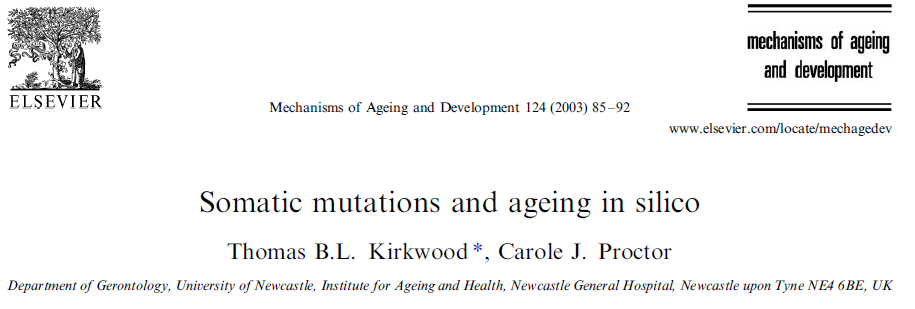 mechanisms of ageing
and development
ELSEVIER
Mechanisms of Ageing and Development 124 (2003) 85–92
www.elsevier.com/locate/mechagedev
Somatic mutations and ageing in silico
Thomas B.L. Kirkwood*, Carole J. Proctor
Department of Gerontology, University of Newcastle, Institute for Ageing and Health, Newcastle General Hospital, Newcastle upon Tyne NE4 6BE, UK